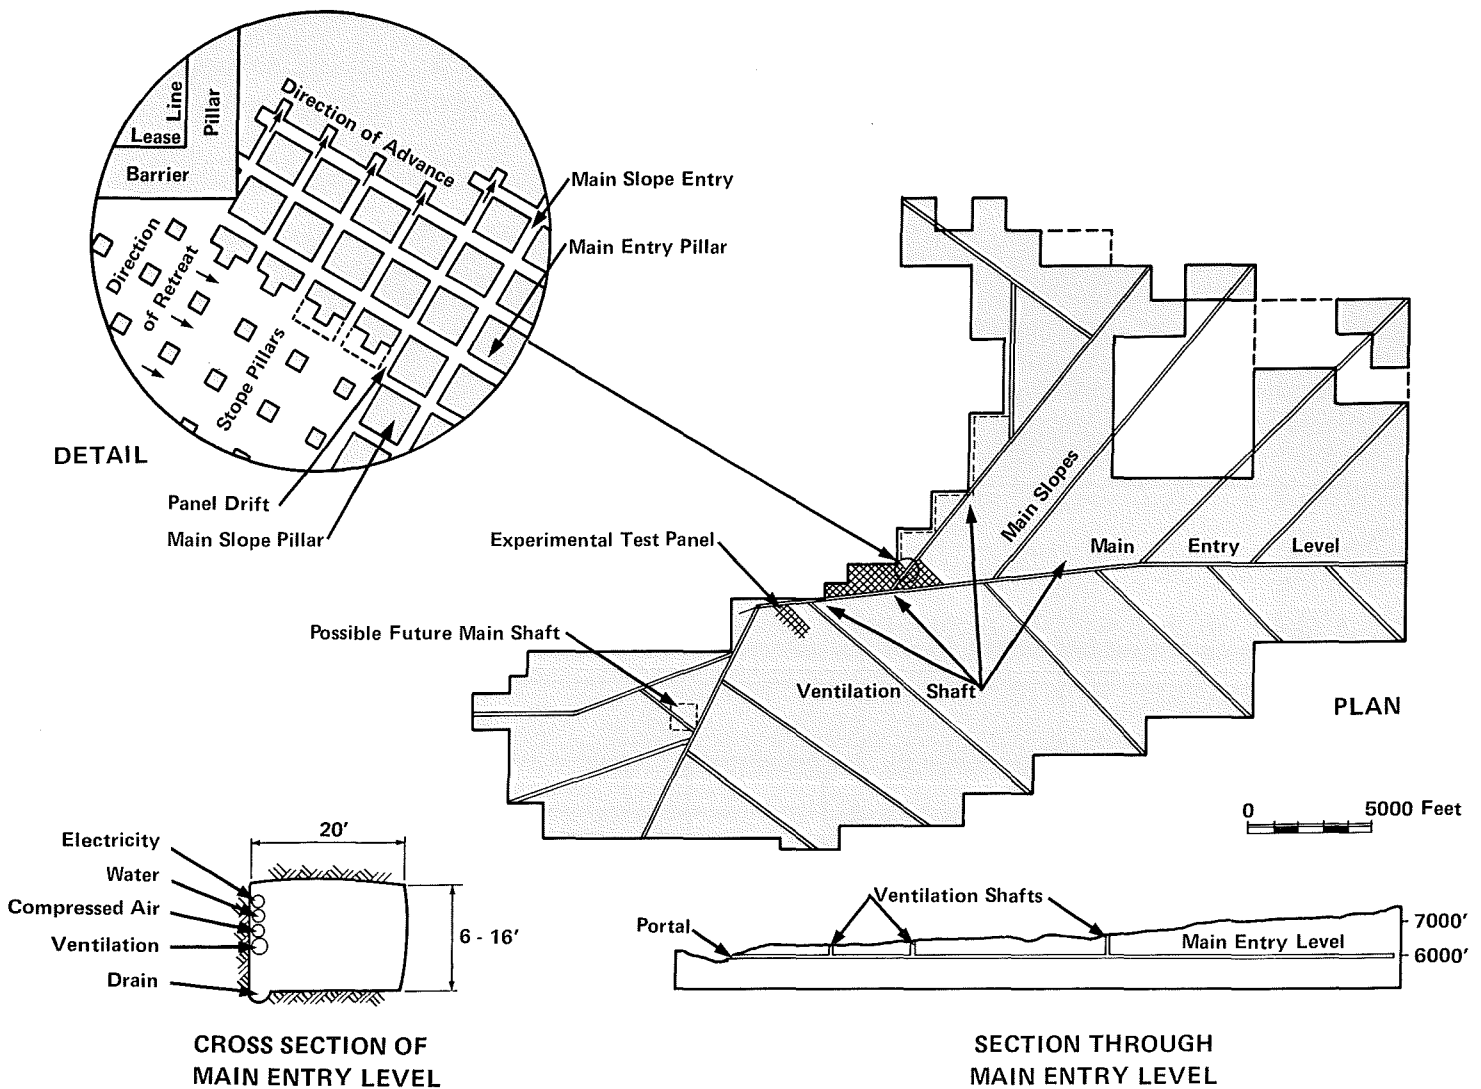 Line
Lease
Pillar
Barrier
Direction of Advance
Main Slope Entry
Main Entry Pillar
Direction
of Retreat
Stope Pillars
DETAIL
Panel Drift
Main Slope Pillar
Experimental Test Panel
Possible Future Main Shaft
Main Slopes
Main Entry Level
Ventilation Shaft
PLAN
0 5000 Feet
Electricity
Water
Compressed Air
Ventilation
Drain
20'
6 - 16'
CROSS SECTION OF
MAIN ENTRY LEVEL
Portal
Ventilation Shafts
Main Entry Level
7000'
6000'
SECTION THROUGH
MAIN ENTRY LEVEL